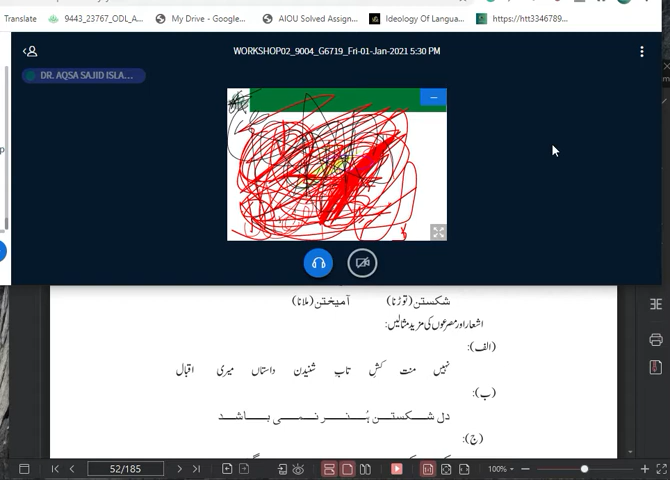 Translate 9443_23767_ODL_A... My Drive - Google... AIOU Solved Assign... Ideology Of Langua... https://htt3346789...
WORKSHOP02_9004_G6719_Fri-01-Jan-2021 5:30 PM
DR. AQSA SAJID ISLA...
شکستن (توڑنا) آمیختن (ملانا)
اشعار اور مصرعوں کی مزید مثالیں:
(الف):
نہیں منت کشِ تاب شنیدن داستاں میری اقبال
(ب):
دل شکستن ہُنر نمی باشد
(ج):
52/185 100%